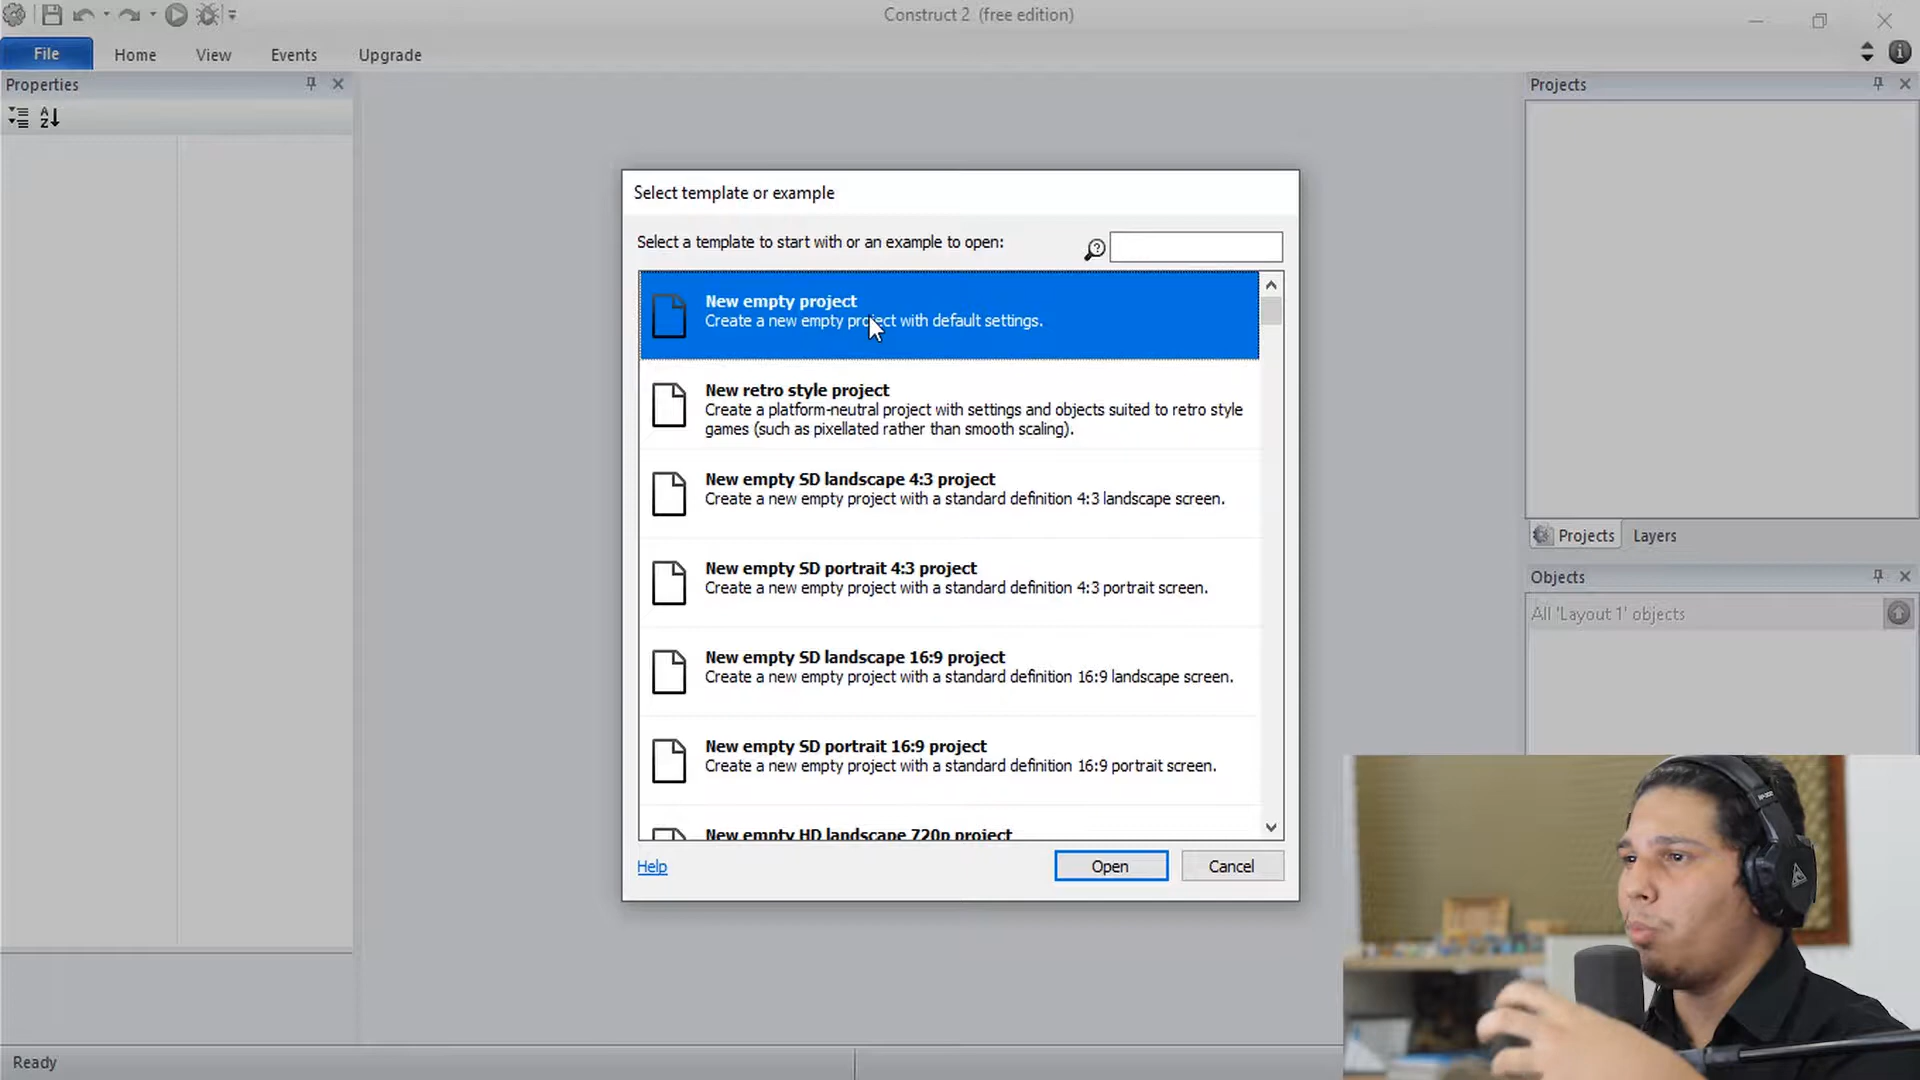 Construct 2 (free edition)
File Home View Events Upgrade
Properties
Projects
Select template or example
Select a template to start with or an example to open:
New empty project
Create a new empty project with default settings.
New retro style project
Create a platform-neutral project with settings and objects suited to retro style
games (such as pixellated rather than smooth scaling).
New empty SD landscape 4:3 project
Create a new empty project with a standard definition 4:3 landscape screen.
New empty SD portrait 4:3 project
Create a new empty project with a standard definition 4:3 portrait screen.
New empty SD landscape 16:9 project
Create a new empty project with a standard definition 16:9 landscape screen.
New empty SD portrait 16:9 project
Create a new empty project with a standard definition 16:9 portrait screen.
New empty HD landscape 720p project
Help
Open
Cancel
Projects Layers
Objects
All 'Layout 1' objects
Ready